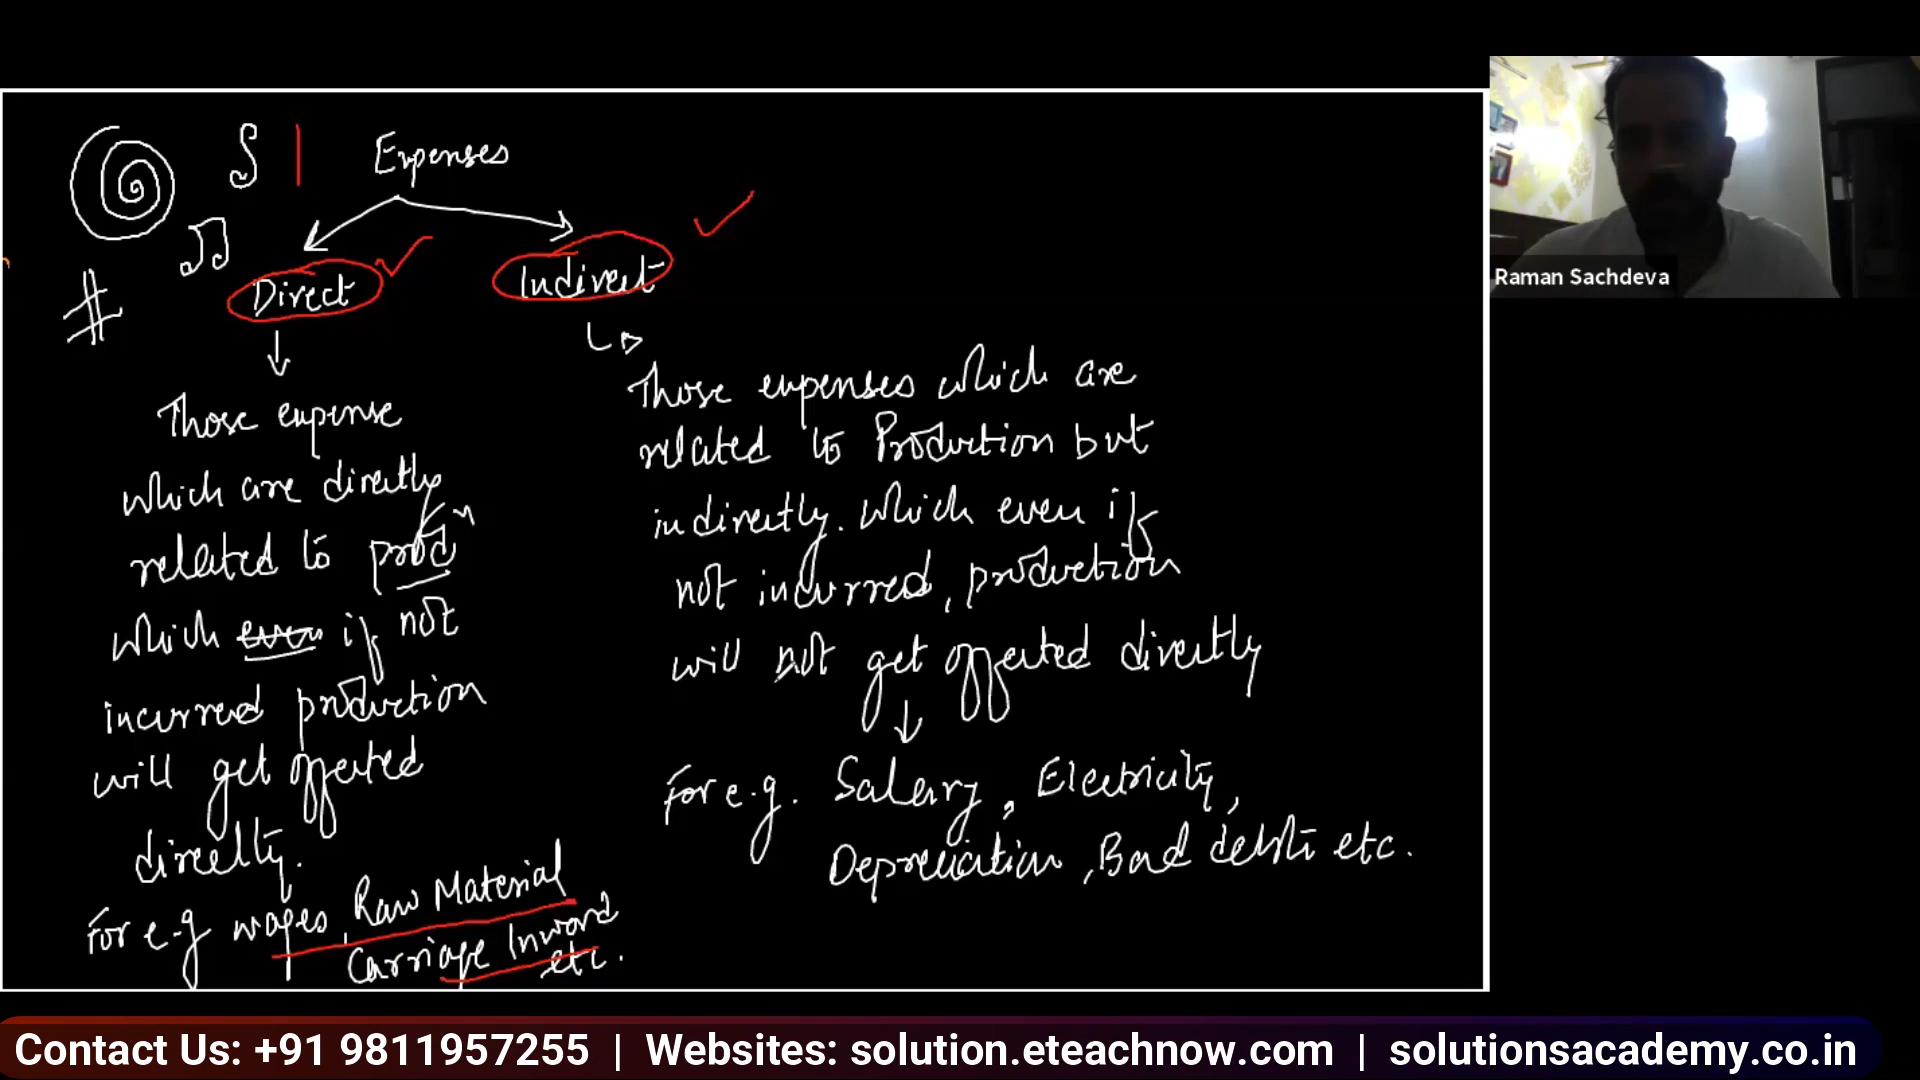 Expenses
Direct
Indirect
Those expense
which are directly
related to prodn
which even if not
incurred production
will get affected
directly.
For e.g wages, Raw Material
Carriage Inward
etc.
Those expenses which are
related to Production but
indirectly. Which even if
not incurred, production
will not get affected directly
For e.g. Salary, Electricity,
Depreciation, Bad debts etc.
Raman Sachdeva
Contact Us: +91 9811957255 | Websites: solution.eteachnow.com | solutionsacademy.co.in